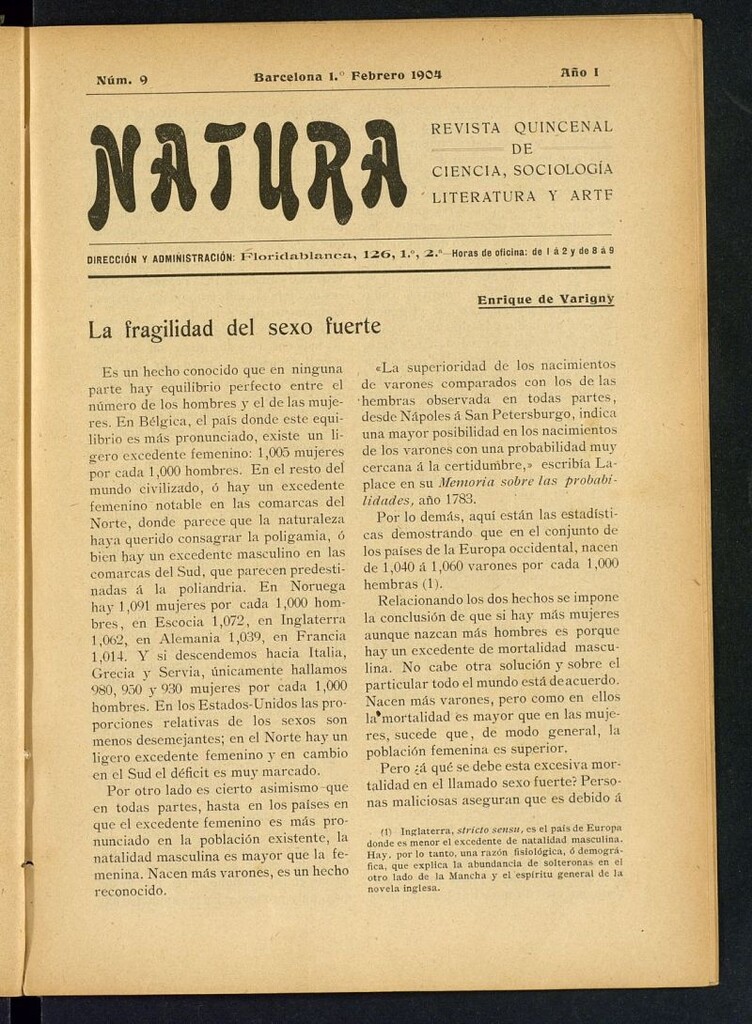 Núm. 9
Barcelona 1.º Febrero 1904
Año I
NATURA
REVISTA QUINCENAL
DE
CIENCIA, SOCIOLOGÍA
LITERATURA Y ARTE
DIRECCIÓN Y ADMINISTRACIÓN: Floridablanca, 126, 1.º, 2.ª—Horas de oficina: de 1 á 2 y de 8 á 9
Enrique de Varigny
La fragilidad del sexo fuerte
Es un hecho conocido que en ninguna
parte hay equilibrio perfecto entre el
número de los hombres y el de las muje-
res. En Bélgica, el país donde este equi-
librio es más pronunciado, existe un li-
gero excedente femenino: 1,005 mujeres
por cada 1,000 hombres. En el resto del
mundo civilizado, ó hay un excedente
femenino notable en las comarcas del
Norte, donde parece que la naturaleza
haya querido consagrar la poligamia, ó
bien hay un excedente masculino en las
comarcas del Sud, que parecen predesti-
nadas á la poliandria. En Noruega
hay 1,091 mujeres por cada 1,000 hom-
bres, en Escocia 1,072, en Inglaterra
1,062, en Alemania 1,039, en Francia
1,014. Y si descendemos hacia Italia,
Grecia y Servia, únicamente hallamos
980, 950 y 930 mujeres por cada 1,000
hombres. En los Estados-Unidos las pro-
porciones relativas de los sexos son
menos desemejantes; en el Norte hay un
ligero excedente femenino y en cambio
en el Sud el déficit es muy marcado.
Por otro lado es cierto asimismo que
en todas partes, hasta en los países en
que el excedente femenino es más pro-
nunciado en la población existente, la
natalidad masculina es mayor que la fe-
menina. Nacen más varones, es un hecho
reconocido.
«La superioridad de los nacimientos
de varones comparados con los de las
hembras observada en todas partes,
desde Nápoles á San Petersburgo, indica
una mayor posibilidad en los nacimientos
de los varones con una probabilidad muy
cercana á la certidumbre,» escribía La-
place en su Memoria sobre las probabi-
lidades, año 1783.
Por lo demás, aquí están las estadísti-
cas demostrando que en el conjunto de
los países de la Europa occidental, nacen
de 1,040 á 1,060 varones por cada 1,000
hembras (1).
Relacionando los dos hechos se impone
la conclusión de que si hay más mujeres
aunque nazcan más hombres es porque
hay un excedente de mortalidad mascu-
lina. No cabe otra solución y sobre el
particular todo el mundo está de acuerdo.
Nacen más varones, pero como en ellos
la mortalidad es mayor que en las muje-
res, sucede que, de modo general, la
población femenina es superior.
Pero ¿á qué se debe esta excesiva mor-
talidad en el llamado sexo fuerte? Perso-
nas maliciosas aseguran que es debido á
(1) Inglaterra, stricto sensu, es el país de Europa
donde es menor el excedente de natalidad masculina.
Hay, por lo tanto, una razón fisiológica, ó demográ-
fica, que explica la abundancia de solteronas en el
otro lado de la Mancha y el espíritu general de la
novela inglesa.